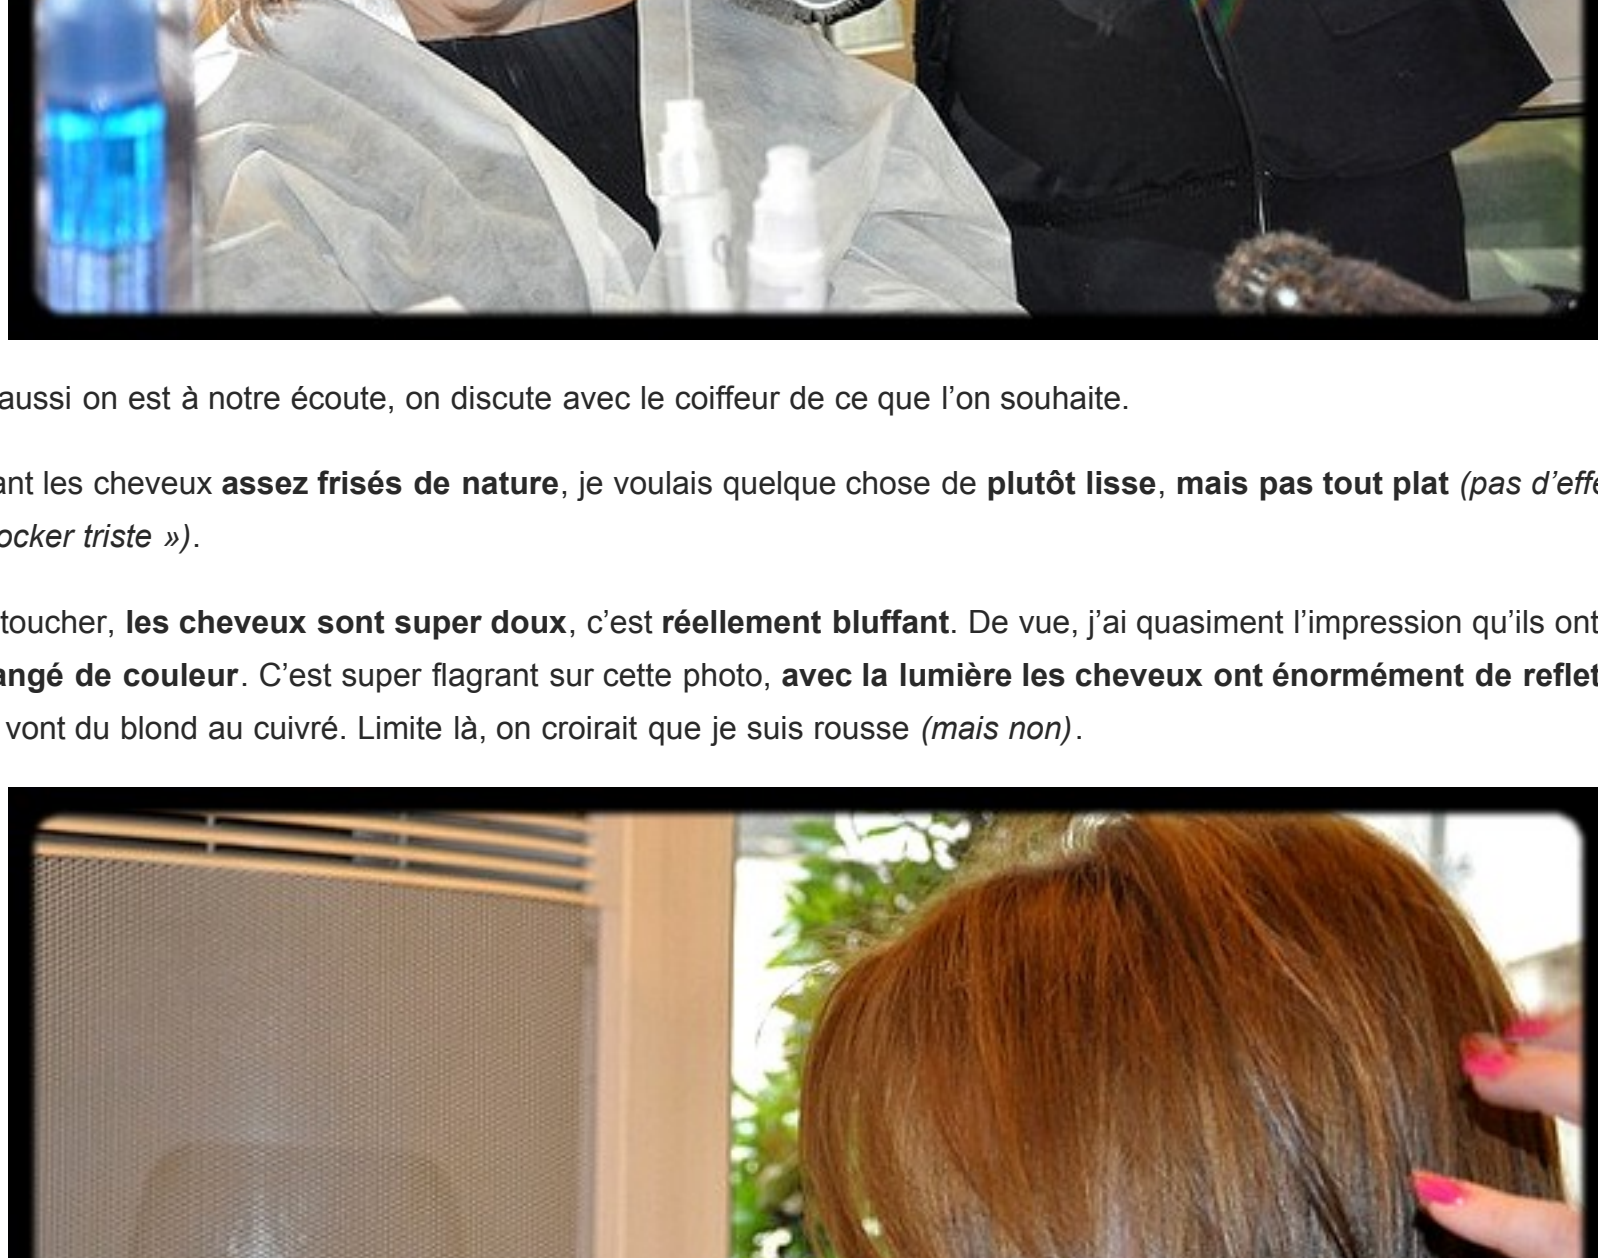 aussi on est à notre écoute, on discute avec le coiffeur de ce que l’on souhaite.
ant les cheveux assez frisés de nature, je voulais quelque chose de plutôt lisse, mais pas tout plat (pas d’effe
ocker triste »).
toucher, les cheveux sont super doux, c’est réellement bluffant. De vue, j’ai quasiment l’impression qu’ils ont
angé de couleur. C’est super flagrant sur cette photo, avec la lumière les cheveux ont énormément de reflet
vont du blond au cuivré. Limite là, on croirait que je suis rousse (mais non).